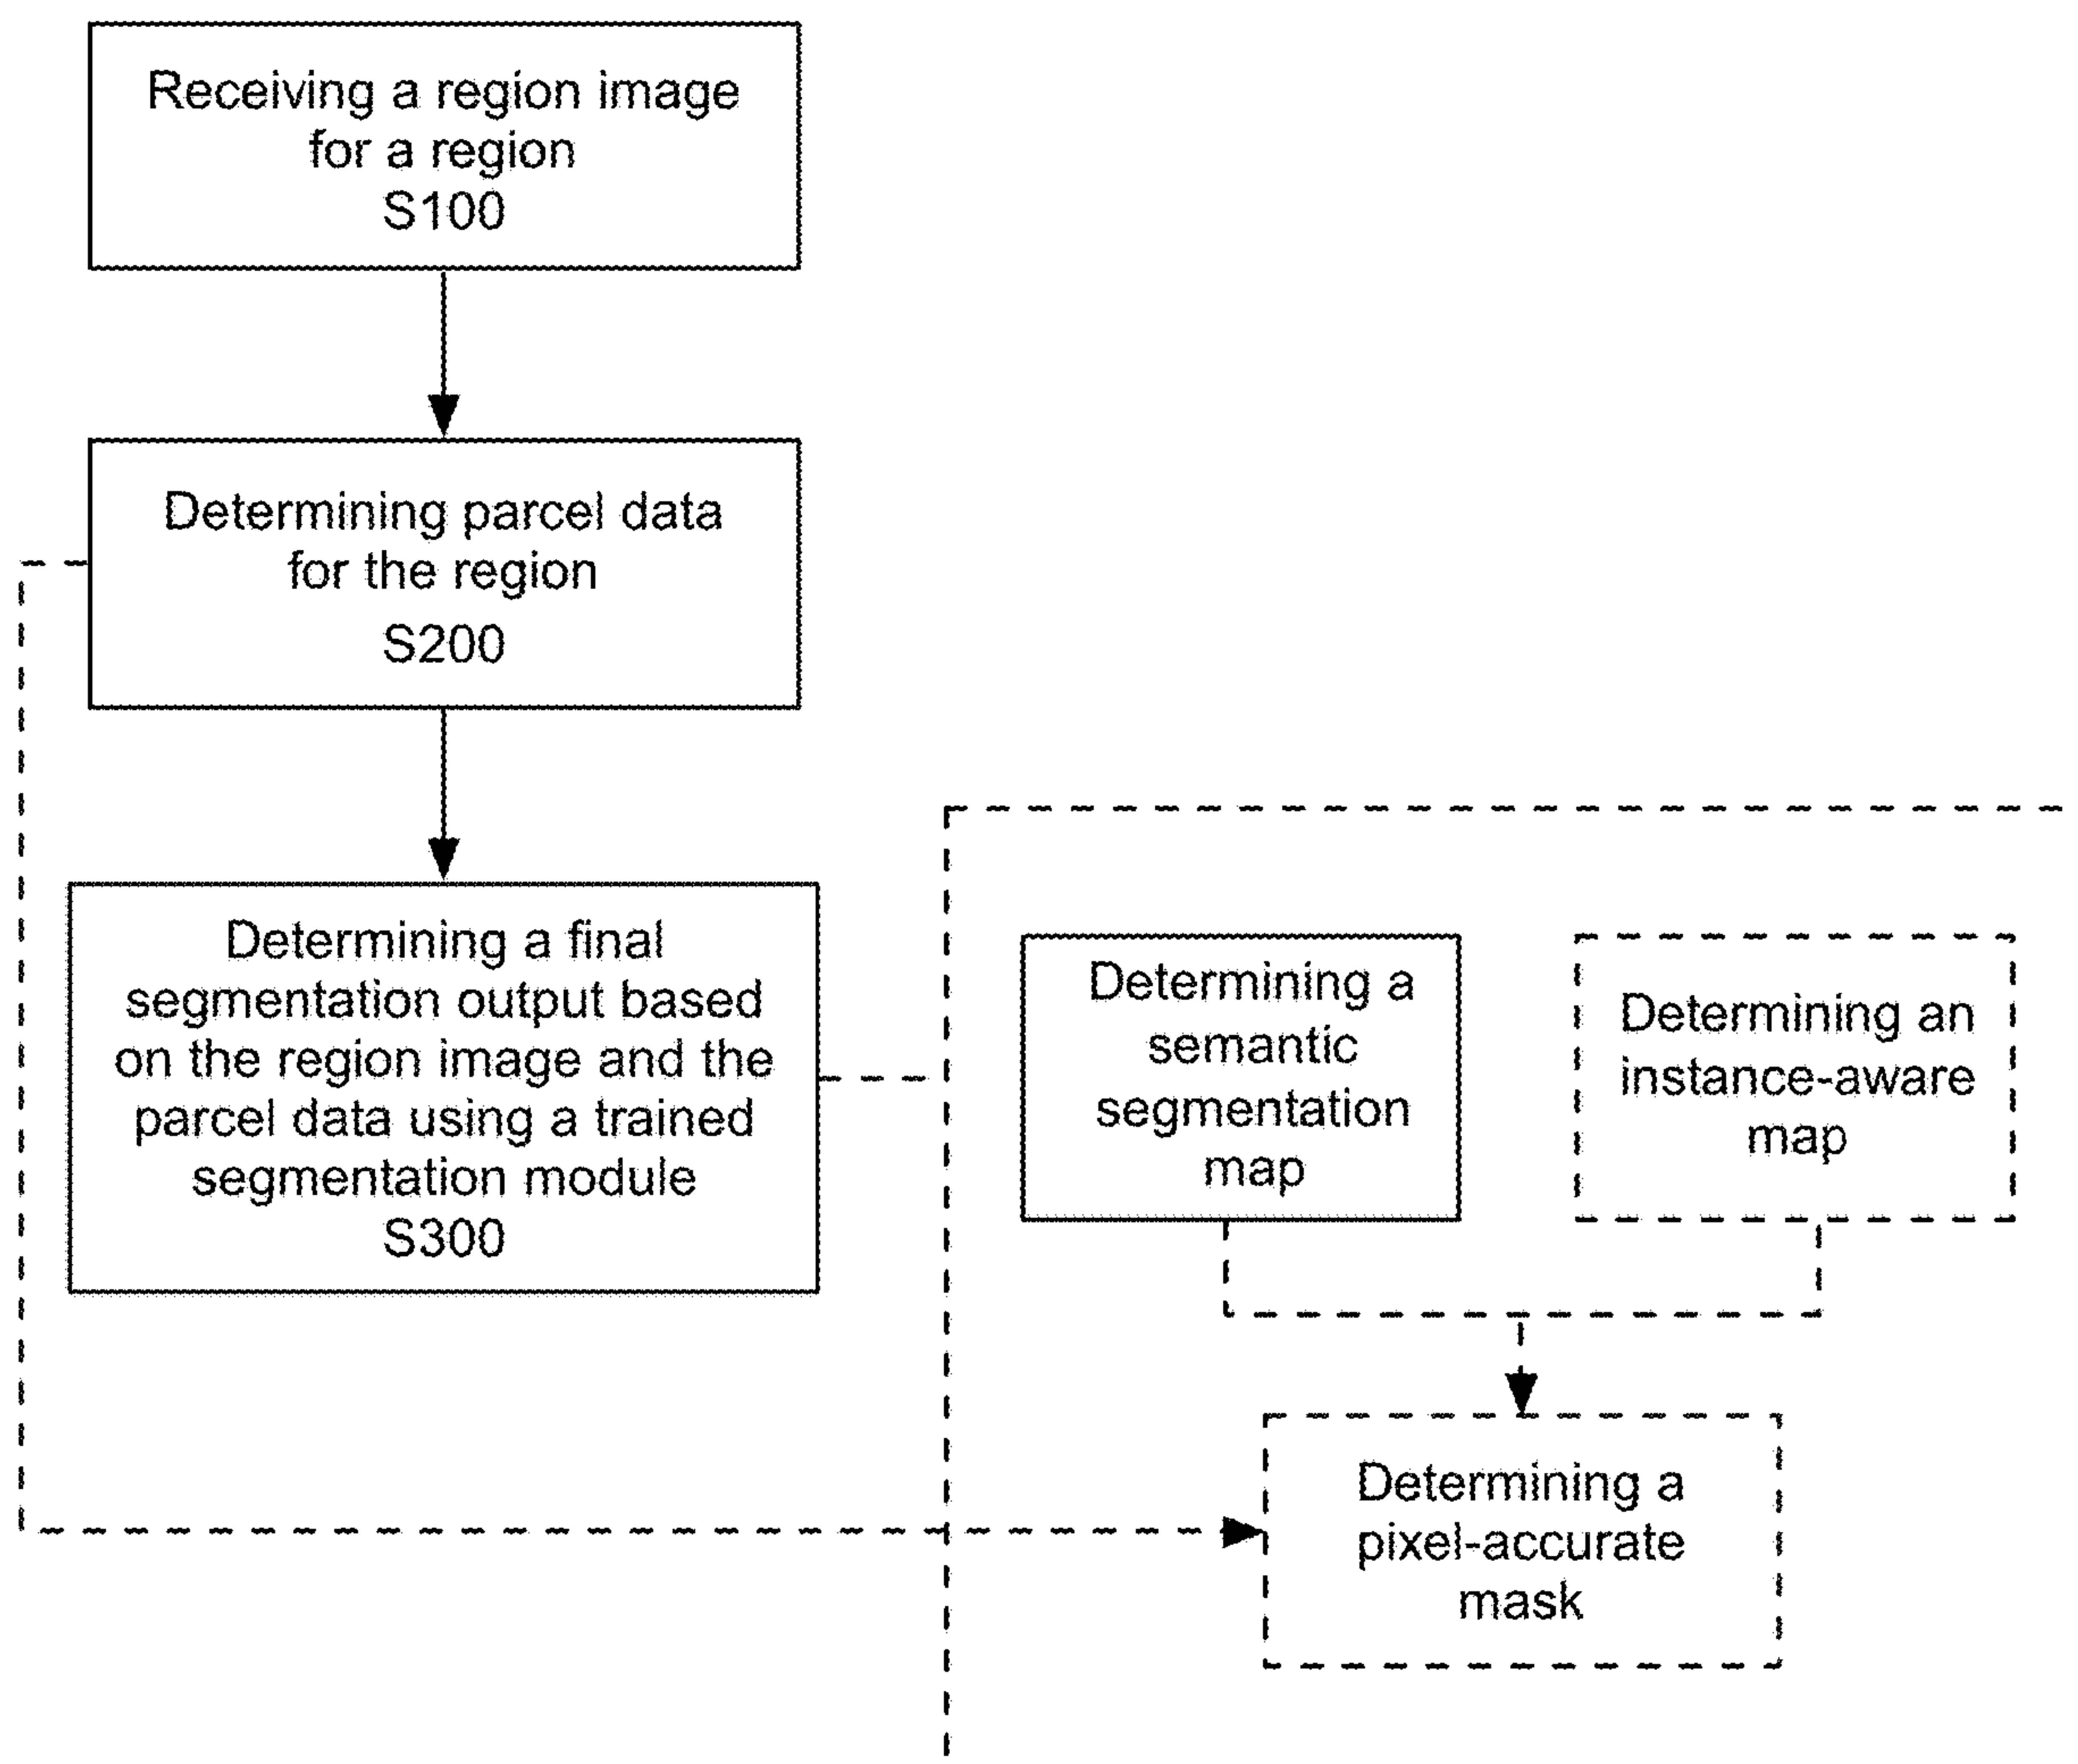 Receiving a region image
for a region
S100
Determining parcel data
for the region
S200
Determining a final
segmentation output based
on the region image and the
parcel data using a trained
segmentation module
S300
Determining a
semantic
segmentation
map
Determining an
instance-aware
map
Determining a
pixel-accurate
mask